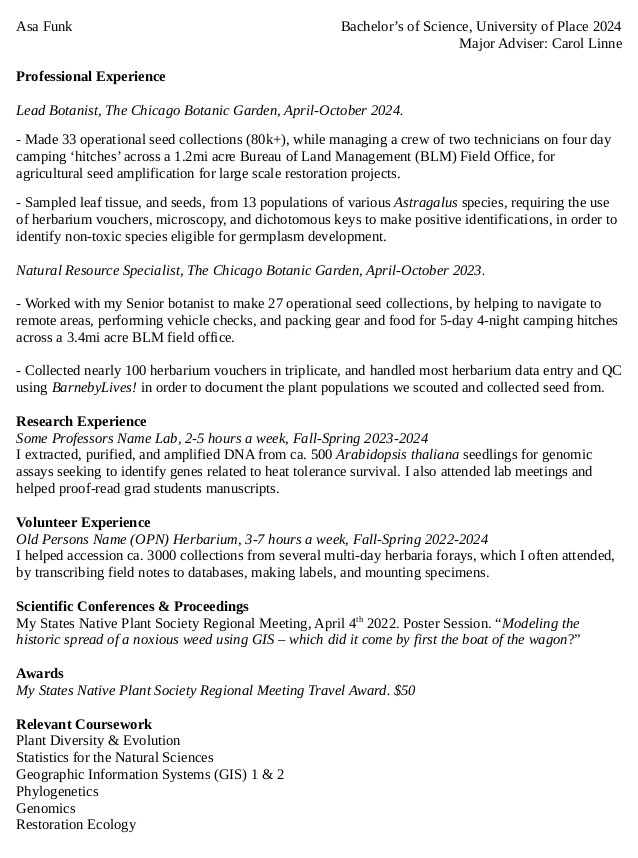 Asa Funk Bachelor’s of Science, University of Place 2024
Major Adviser: Carol Linne
Professional Experience
Lead Botanist, The Chicago Botanic Garden, April-October 2024.
- Made 33 operational seed collections (80k+), while managing a crew of two technicians on four day
camping ‘hitches’ across a 1.2mi acre Bureau of Land Management (BLM) Field Office, for
agricultural seed amplification for large scale restoration projects.
- Sampled leaf tissue, and seeds, from 13 populations of various Astragalus species, requiring the use
of herbarium vouchers, microscopy, and dichotomous keys to make positive identifications, in order to
identify non-toxic species eligible for germplasm development.
Natural Resource Specialist, The Chicago Botanic Garden, April-October 2023.
- Worked with my Senior botanist to make 27 operational seed collections, by helping to navigate to
remote areas, performing vehicle checks, and packing gear and food for 5-day 4-night camping hitches
across a 3.4mi acre BLM field office.
- Collected nearly 100 herbarium vouchers in triplicate, and handled most herbarium data entry and QC
using BarnebyLives! in order to document the plant populations we scouted and collected seed from.
Research Experience
Some Professors Name Lab, 2-5 hours a week, Fall-Spring 2023-2024
I extracted, purified, and amplified DNA from ca. 500 Arabidopsis thaliana seedlings for genomic
assays seeking to identify genes related to heat tolerance survival. I also attended lab meetings and
helped proof-read grad students manuscripts.
Volunteer Experience
Old Persons Name (OPN) Herbarium, 3-7 hours a week, Fall-Spring 2022-2024
I helped accession ca. 3000 collections from several multi-day herbaria forays, which I often attended,
by transcribing field notes to databases, making labels, and mounting specimens.
Scientific Conferences & Proceedings
My States Native Plant Society Regional Meeting, April 4th 2022. Poster Session. “Modeling the
historic spread of a noxious weed using GIS – which did it come by first the boat of the wagon?”
Awards
My States Native Plant Society Regional Meeting Travel Award. $50
Relevant Coursework
Plant Diversity & Evolution
Statistics for the Natural Sciences
Geographic Information Systems (GIS) 1 & 2
Phylogenetics
Genomics
Restoration Ecology